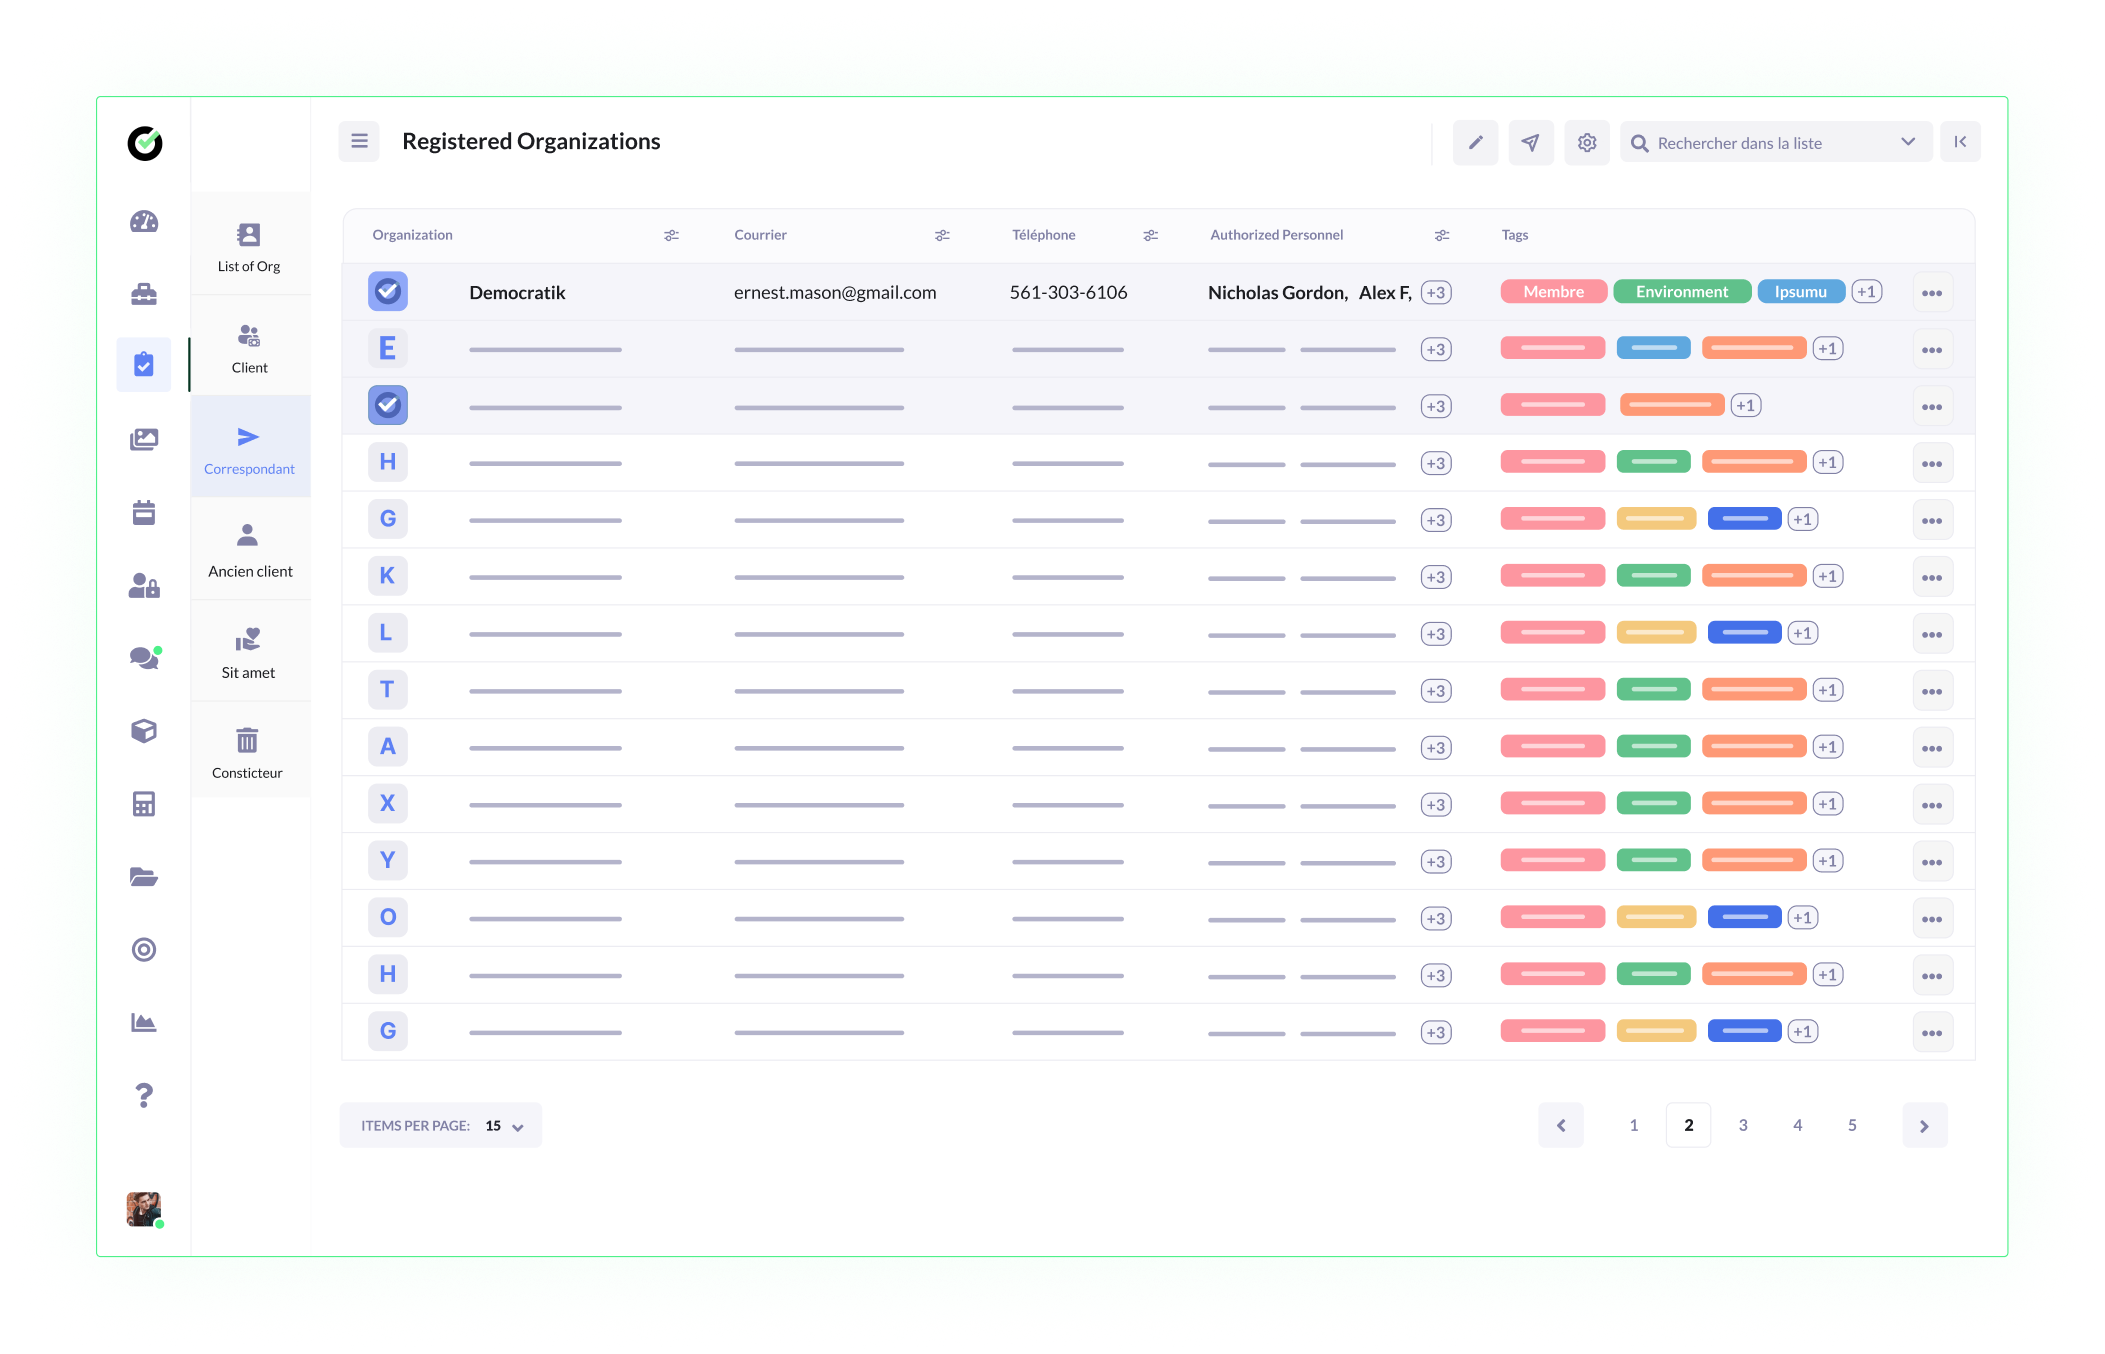 Registered Organizations
Rechercher dans la liste
List of Org
Client
Correspondant
Ancien client
Sit amet
Consticteur
Organization Courrier Téléphone Authorized Personnel Tags
Democratik ernest.mason@gmail.com 561-303-6106 Nicholas Gordon, Alex F, +3 Membre Environment Ipsumu +1
E +3 +1
+3 +1
H +3 +1
G +3 +1
K +3 +1
L +3 +1
T +3 +1
A +3 +1
X +3 +1
Y +3 +1
O +3 +1
H +3 +1
G +3 +1
ITEMS PER PAGE: 15 1 2 3 4 5